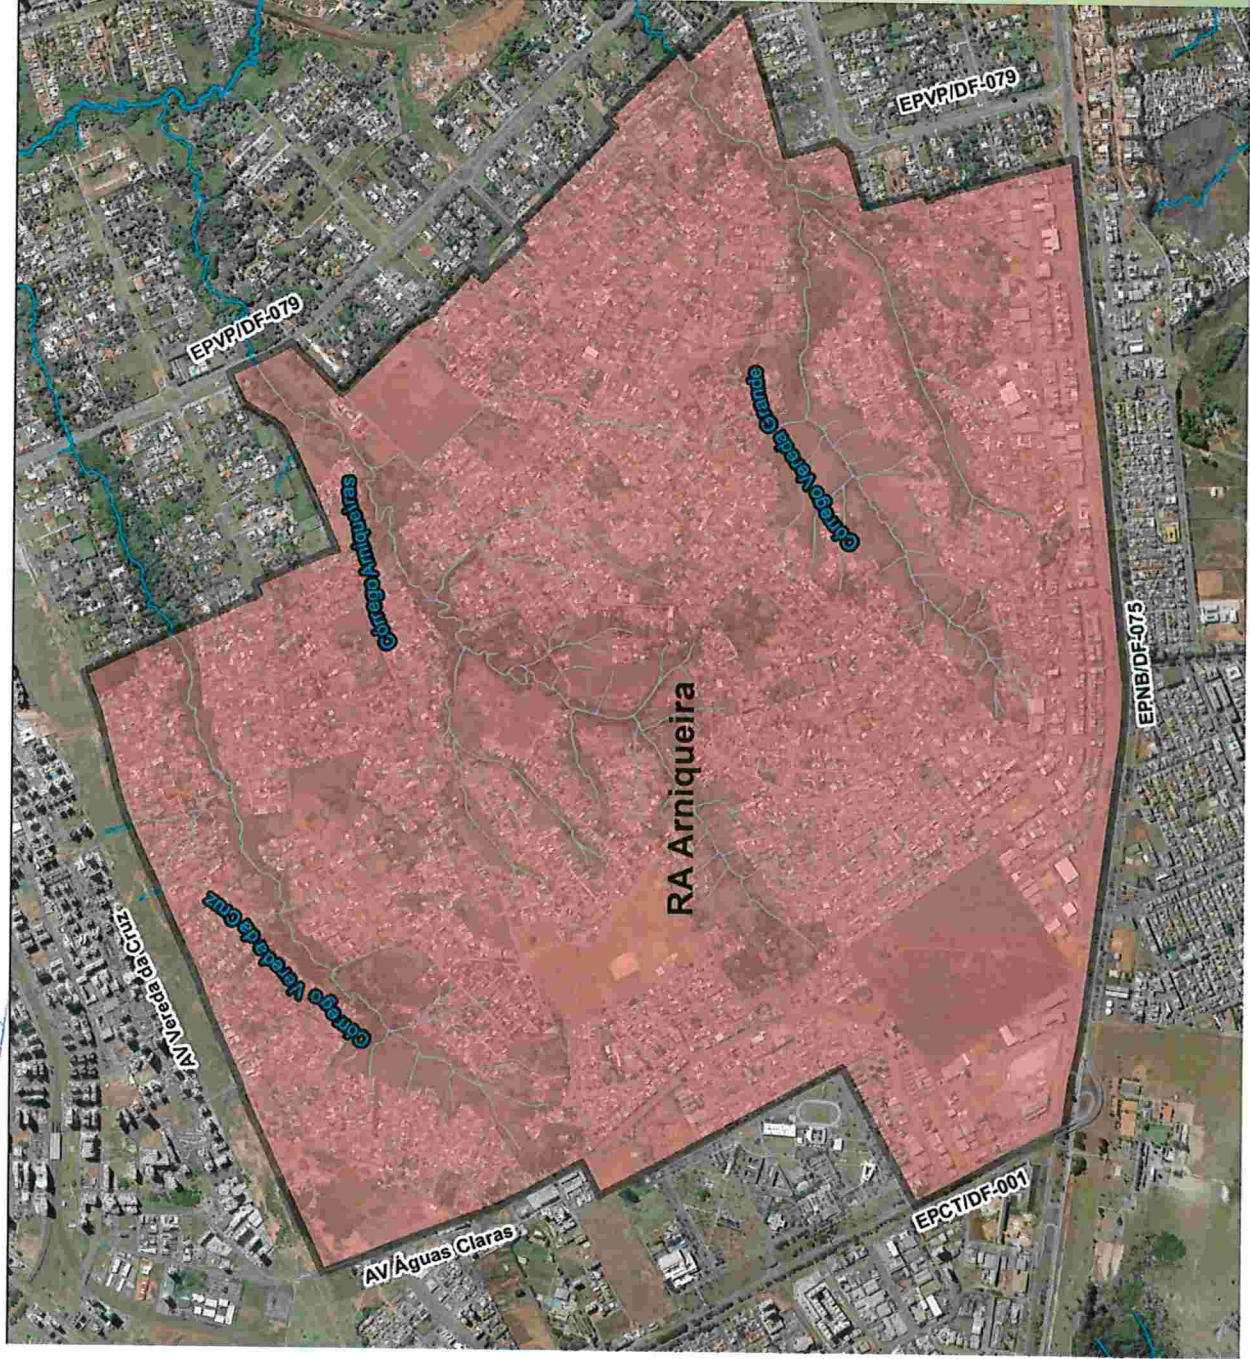 EPVP/DF-079
EPVP/DF-079
Córrego Arniqueiras
Córrego Vereda Grande
EPNB/DF-075
RA Arniqueira
Córrego Vereda da Cruz
AV Vereda da Cruz
AV Águas Claras
EPCT/DF-001